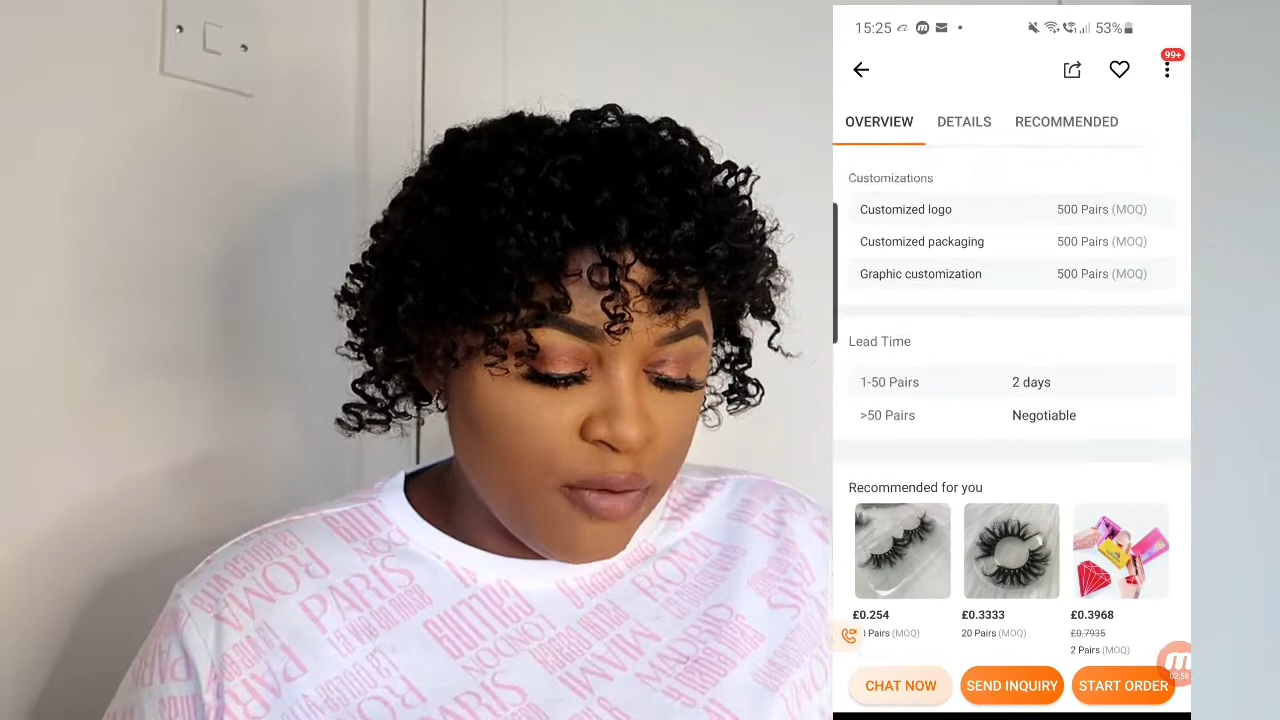 15:25
53%
99+
OVERVIEW DETAILS RECOMMENDED
Customizations
Customized logo 500 Pairs (MOQ)
Customized packaging 500 Pairs (MOQ)
Graphic customization 500 Pairs (MOQ)
Lead Time
1-50 Pairs 2 days
>50 Pairs Negotiable
Recommended for you
£0.254 £0.3333 £0.3968
Pairs (MOQ) 20 Pairs (MOQ) £0.7935
2 Pairs (MOQ)
CHAT NOW SEND INQUIRY START ORDER
02:58
PARIS
ROMA